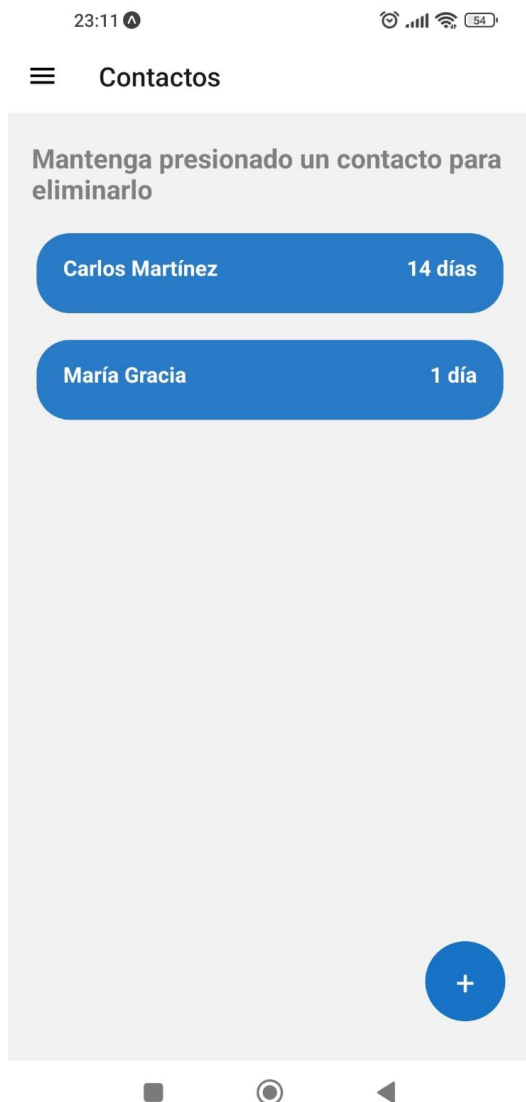 23:11
54
Contactos
Mantenga presionado un contacto para
eliminarlo
Carlos Martínez 14 días
María Gracia 1 día
+